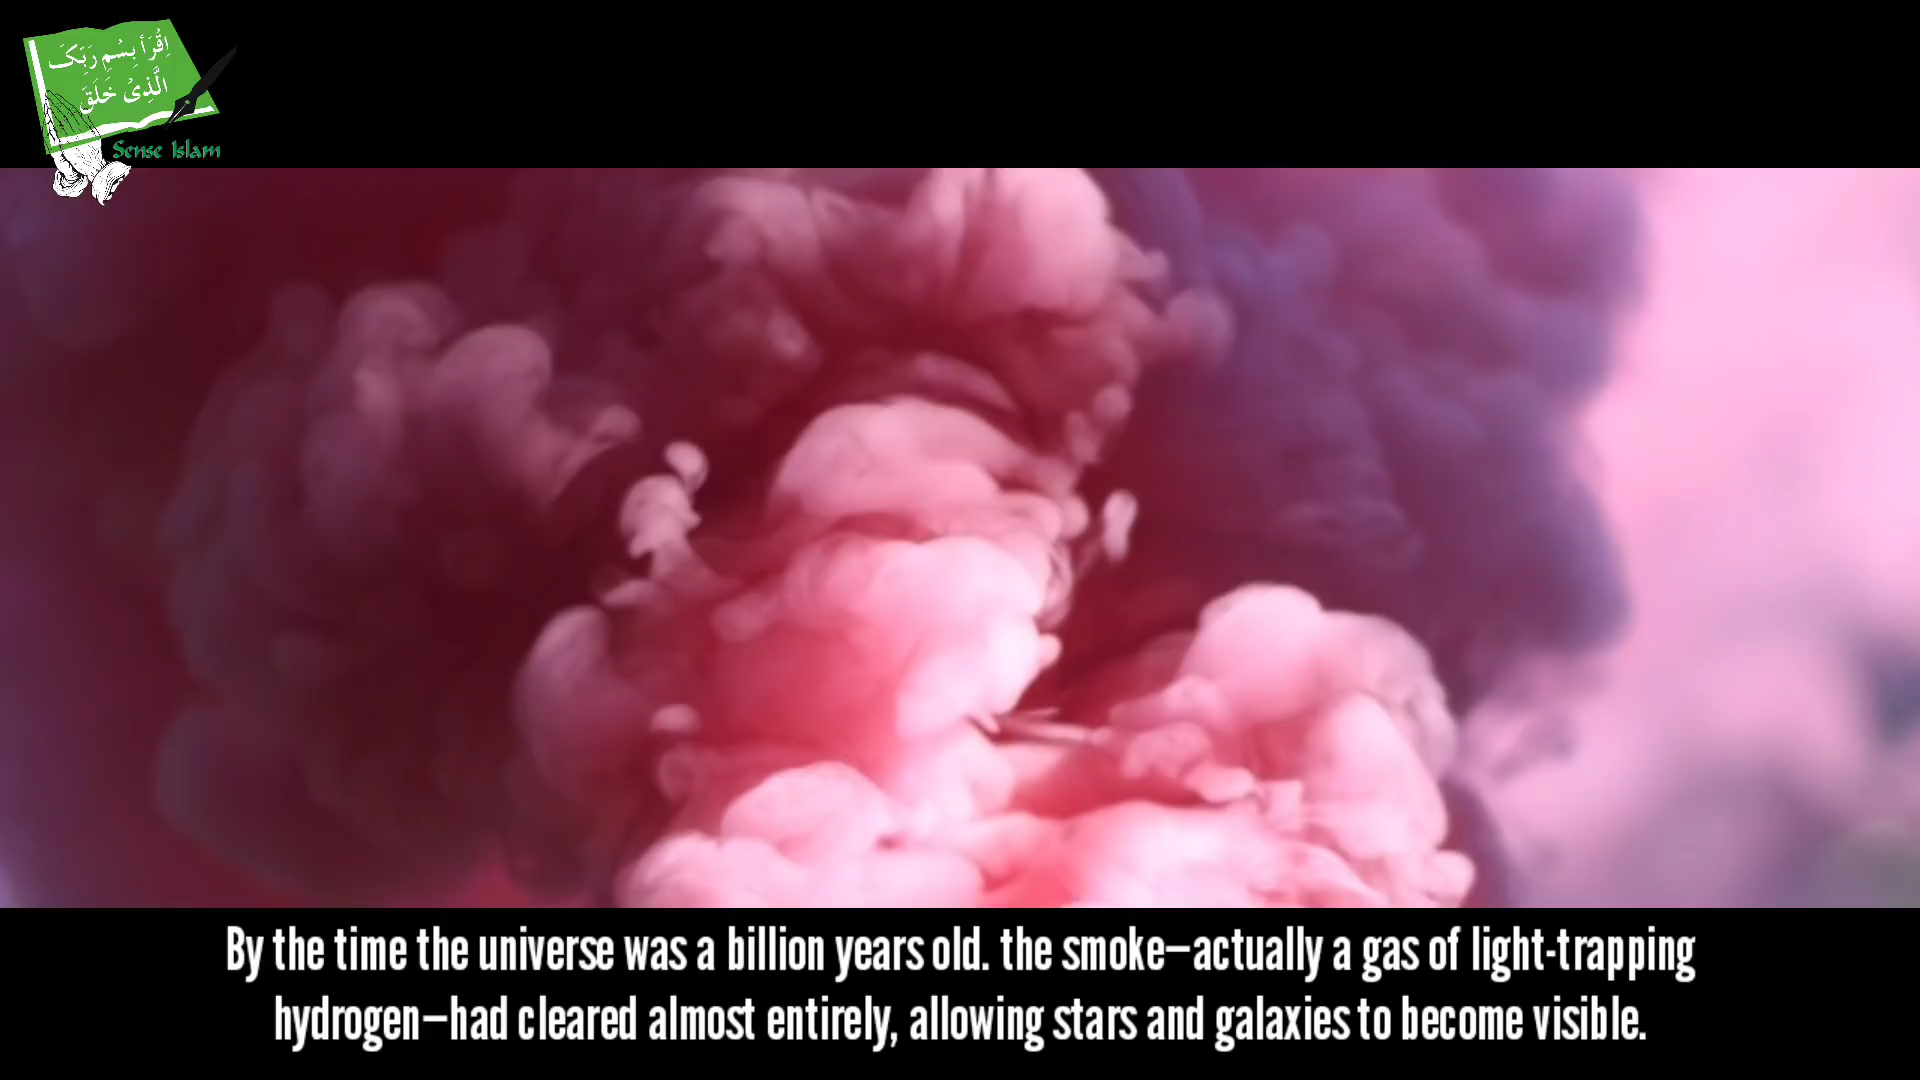 اِقْرَأْ بِسْمِ رَبِّکَ
الَّذِیْ خَلَقَ
Sense Islam
By the time the universe was a billion years old. the smoke—actually a gas of light-trapping
hydrogen—had cleared almost entirely, allowing stars and galaxies to become visible.